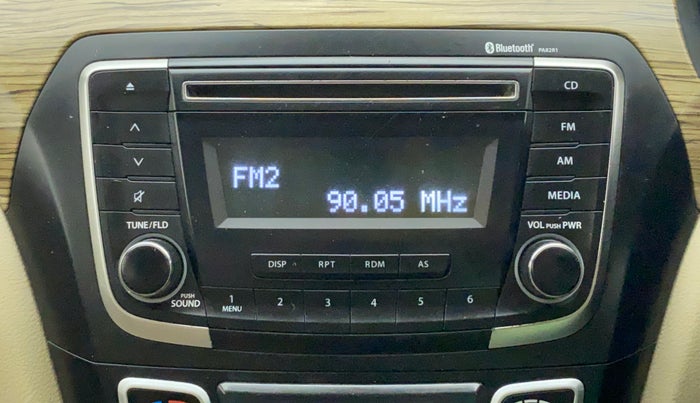 Bluetooth® PA82R1
CD
FM
AM
MEDIA
FM2
90.05 MHz
TUNE/FLD
VOL PUSH PWR
DISP RPT RDM AS
PUSH
SOUND
1 2 3 4 5 6
MENU